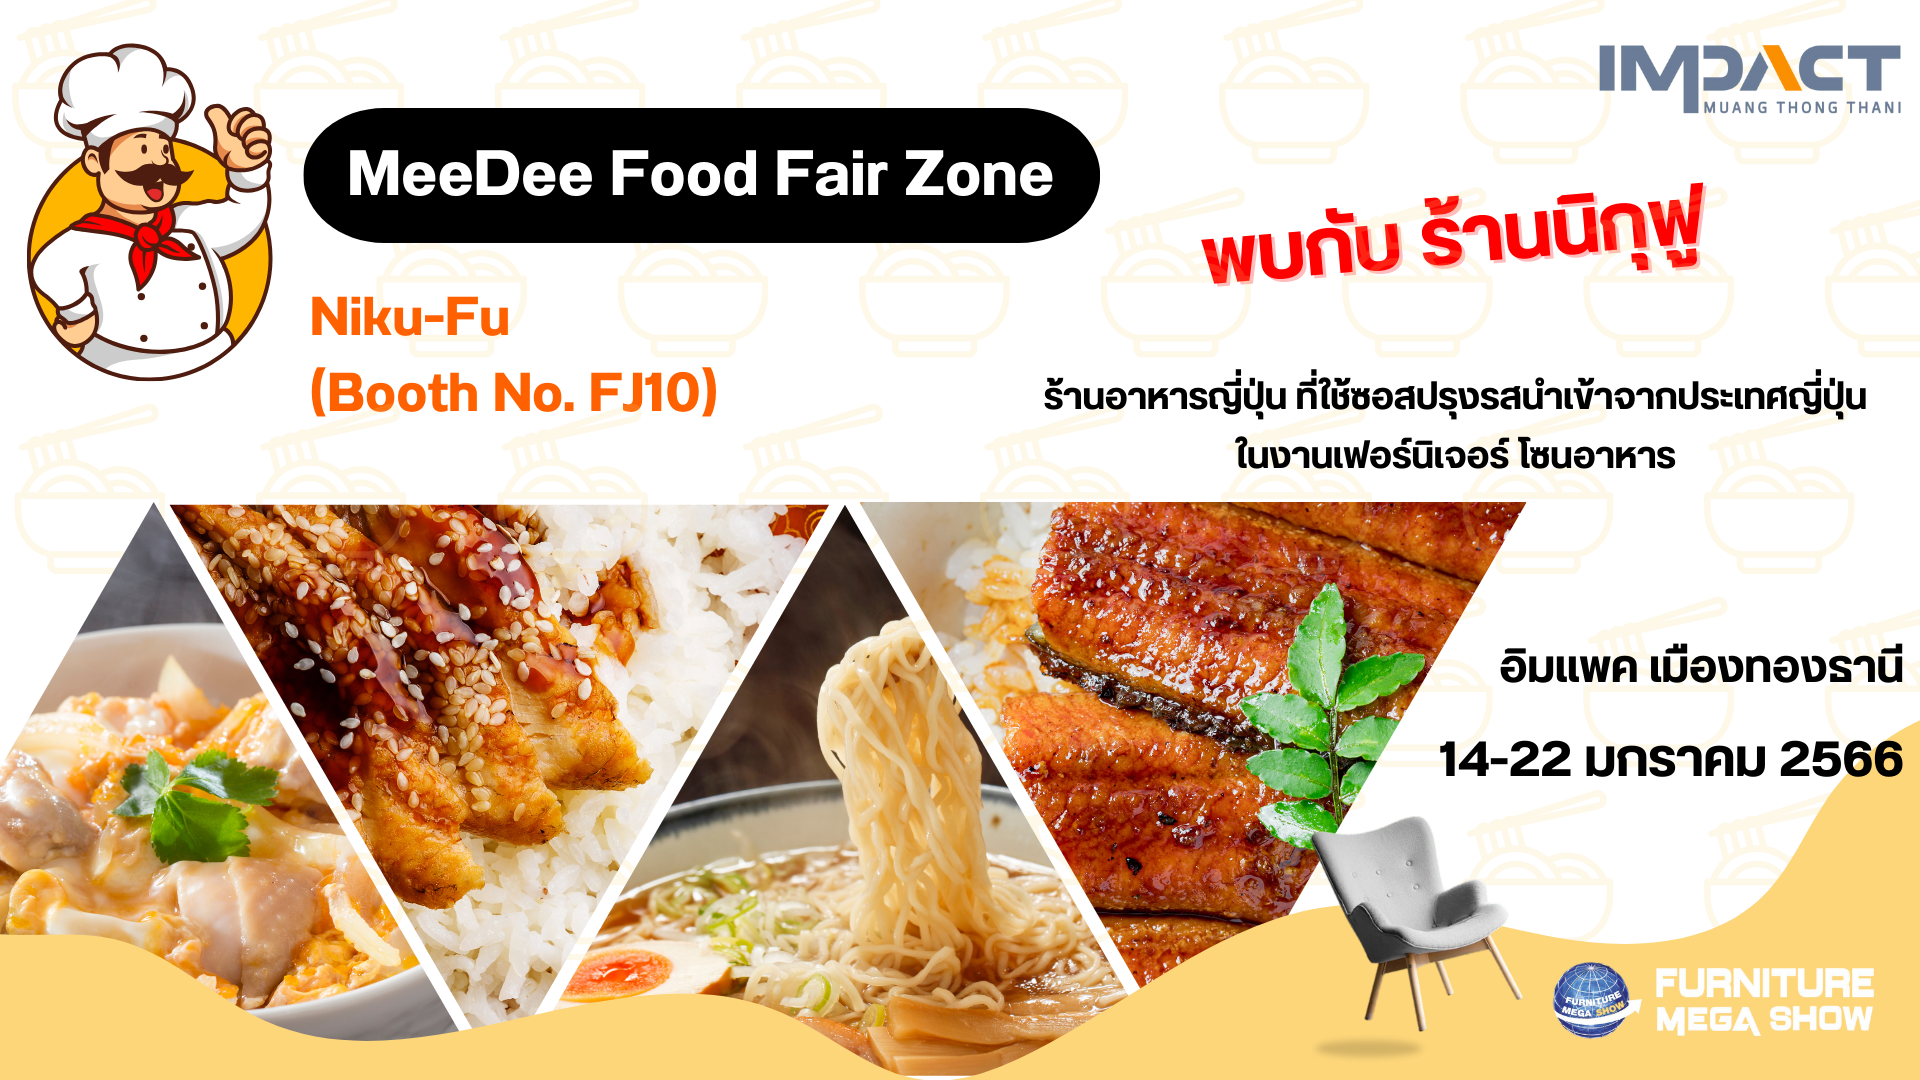 IMPACT
MUANG THONG THANI
MeeDee Food Fair Zone
พบกับ ร้านนิกุฟู
Niku-Fu
(Booth No. FJ10)
ร้านอาหารญี่ปุ่น ที่ใช้ซอสปรุงรสนำเข้าจากประเทศญี่ปุ่น
ในงานเฟอร์นิเจอร์ โซนอาหาร
อิมแพค เมืองทองธานี
14-22 มกราคม 2566
FURNITURE
MEGA SHOW
FURNITURE
MEGA SHOW